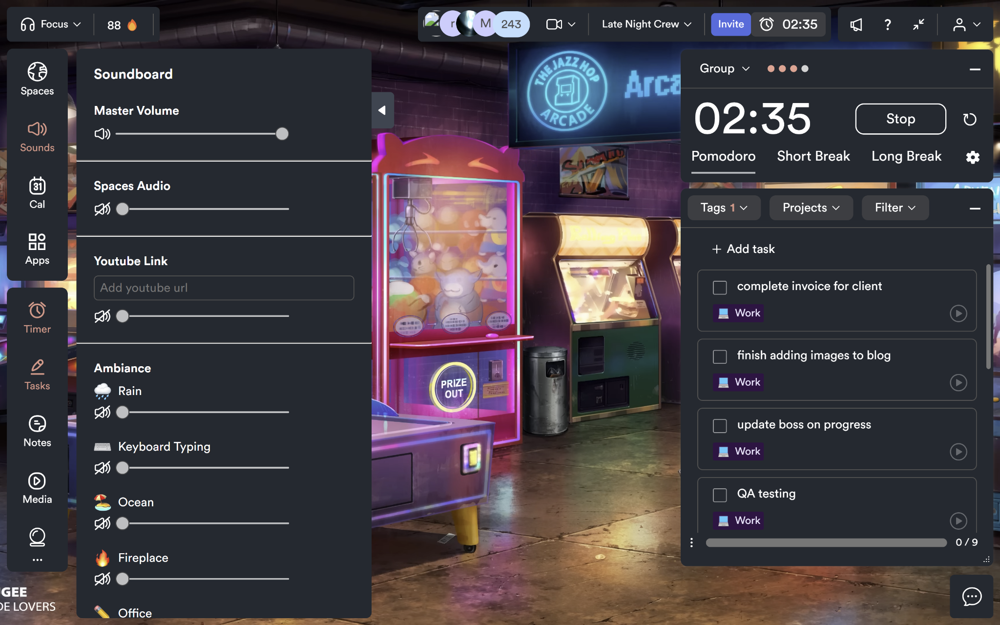 Focus
88
r
M
243
Late Night Crew
Invite
02:35
Spaces
Sounds
31
Cal
Apps
Timer
Tasks
Notes
Media
Soundboard
Master Volume
Spaces Audio
Youtube Link
Add youtube url
Ambiance
Rain
Keyboard Typing
Ocean
Fireplace
Office
THE JAZZ HOP
ARCADE
Arca
PRIZE
OUT
Group
02:35
Stop
Pomodoro
Short Break
Long Break
Tags 1
Projects
Filter
+ Add task
complete invoice for client
Work
finish adding images to blog
Work
update boss on progress
Work
QA testing
Work
0 / 9
GEE
DE LOVERS
?